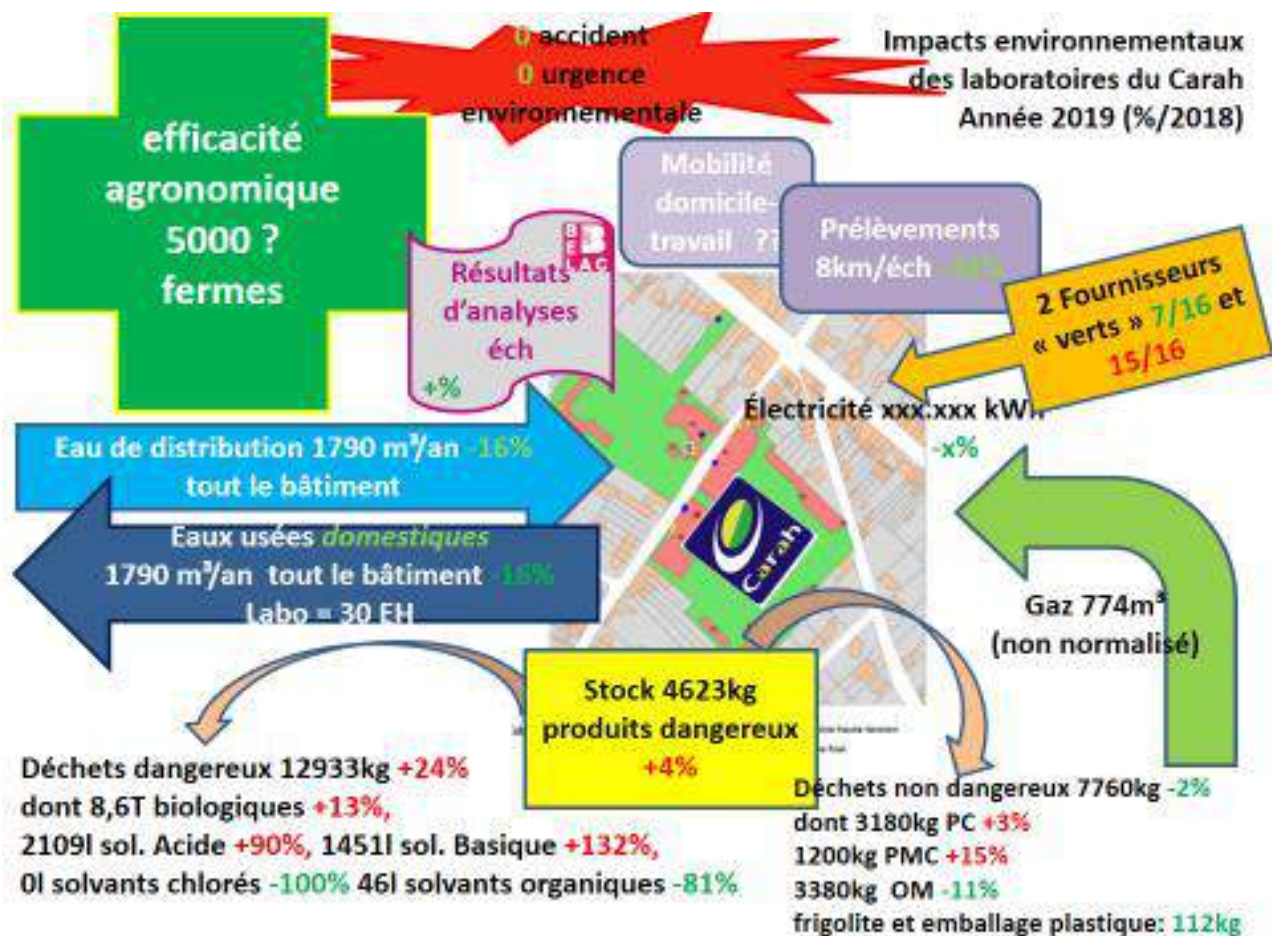 0 accident
0 urgence
environnementale
Impacts environnementaux
des laboratoires du Carah
Année 2019 (%/2018)
efficacité
agronomique
5000 ?
fermes
Mobilité
domicile-
travail ??
Prélèvements
8km/éch
Résultats
d'analyses
éch
+%
2 Fournisseurs
« verts » 7/16 et
15/16
Électricité xxx.xxx kWh
-x%
Eau de distribution 1790 m³/an -16%
tout le bâtiment
Eaux usées domestiques
1790 m³/an tout le bâtiment -16%
Labo = 30 EH
Carah
Gaz 774m³
(non normalisé)
Stock 4623kg
produits dangereux
+4%
Déchets dangereux 12933kg +24%
dont 8,6T biologiques +13%,
2109l sol. Acide +90%, 1451l sol. Basique +132%,
0l solvants chlorés -100% 46l solvants organiques -81%
Déchets non dangereux 7760kg -2%
dont 3180kg PC +3%
1200kg PMC +15%
3380kg OM -11%
frigolite et emballage plastique: 112kg